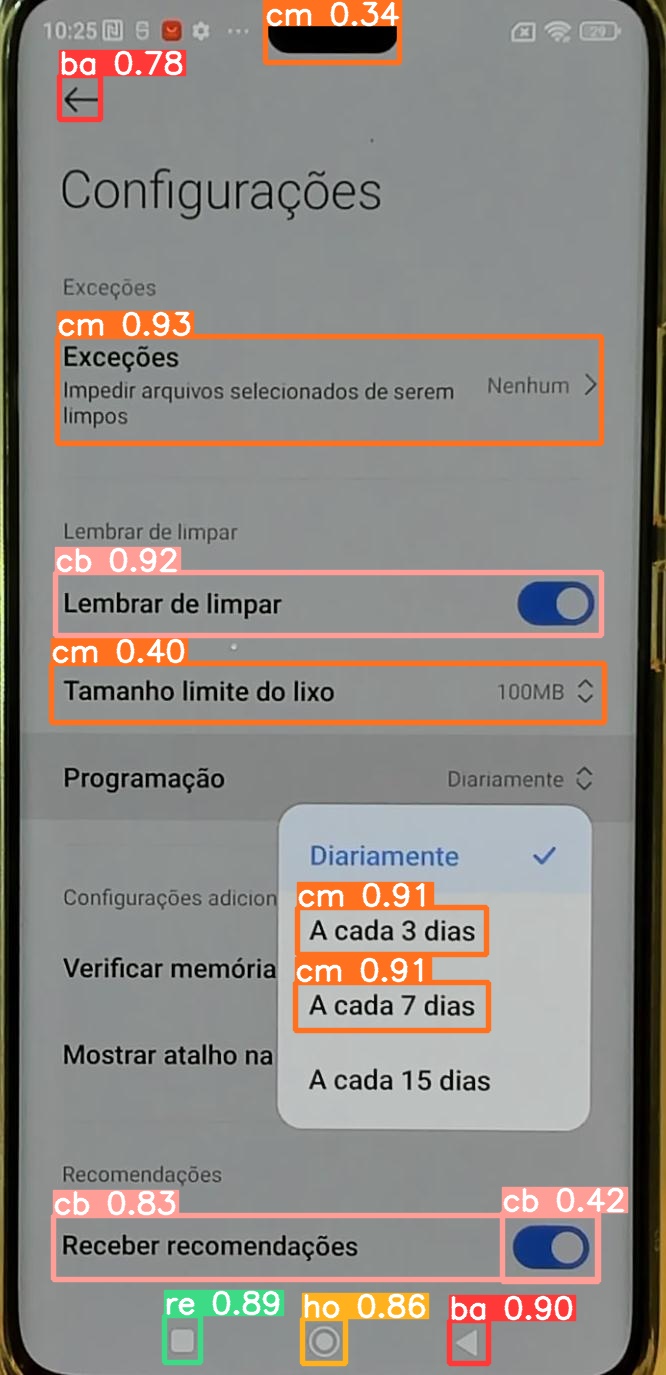 cm 0.34
10:25
29
ba 0.78
Configurações
Exceções
cm 0.93
Exceções
Impedir arquivos selecionados de serem
limpos
Nenhum
Lembrar de limpar
cb 0.92
Lembrar de limpar
cm 0.40
Tamanho limite do lixo 100MB
Programação Diariamente
Diariamente
Configurações adicion
cm 0.91
A cada 3 dias
Verificar memória
cm 0.91
A cada 7 dias
Mostrar atalho na
A cada 15 dias
Recomendações
cb 0.83 cb 0.42
Receber recomendações
re 0.89 ho 0.86 ba 0.90